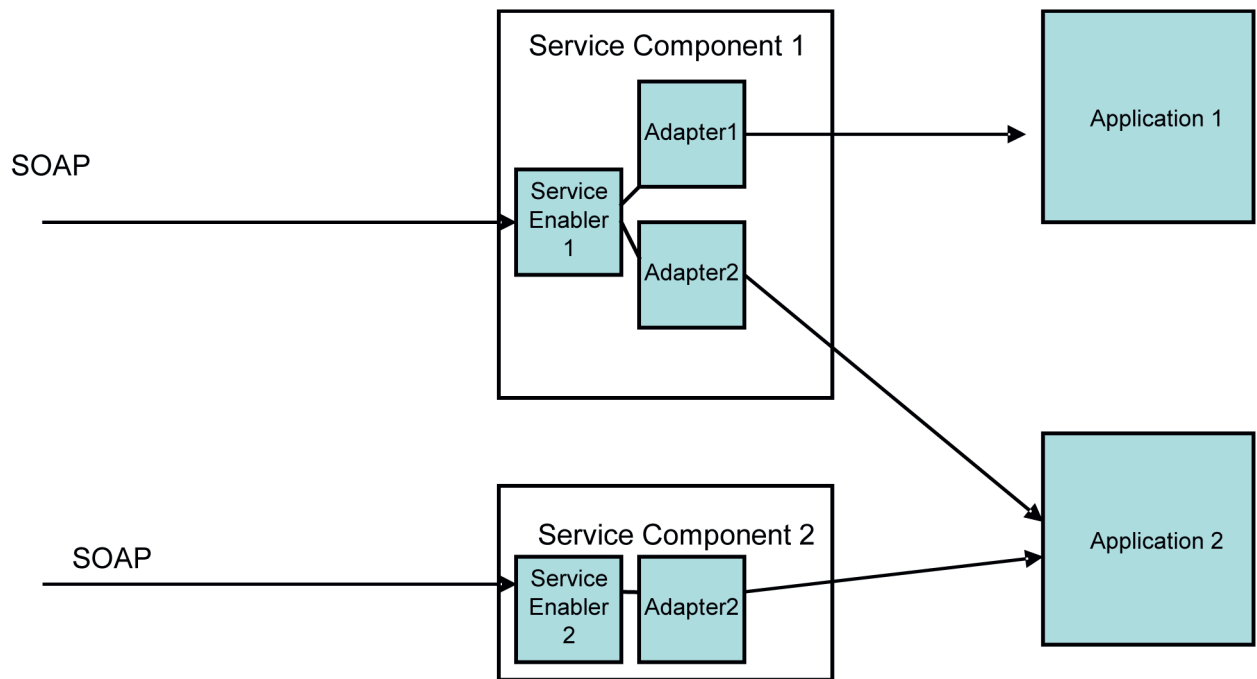 Service Component 1
Adapter1
Application 1
SOAP
Service
Enabler
1
Adapter2
Service Component 2
Application 2
SOAP
Service
Enabler
2
Adapter2